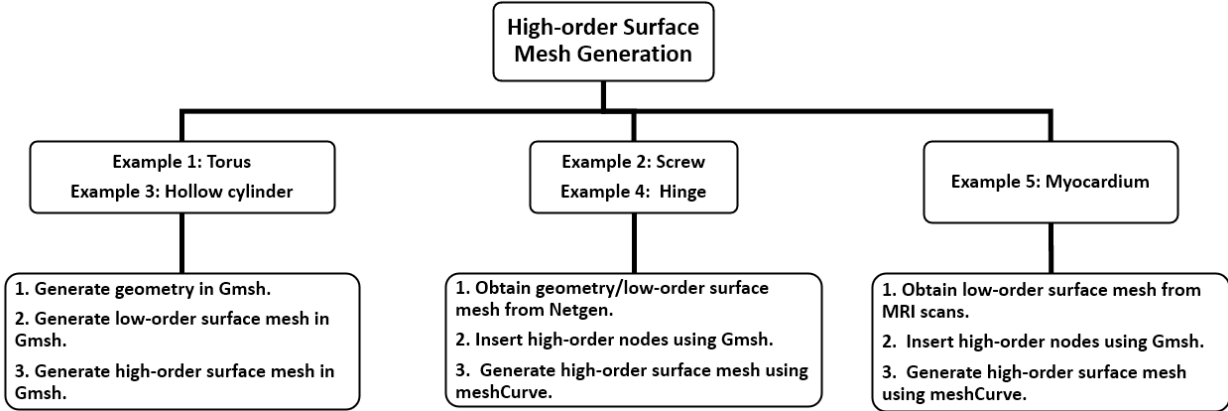 High-order Surface
Mesh Generation
Example 1: Torus
Example 3: Hollow cylinder
Example 2: Screw
Example 4: Hinge
Example 5: Myocardium
1. Generate geometry in Gmsh.
2. Generate low-order surface mesh in
Gmsh.
3. Generate high-order surface mesh in
Gmsh.
1. Obtain geometry/low-order surface
mesh from Netgen.
2. Insert high-order nodes using Gmsh.
3. Generate high-order surface mesh using
meshCurve.
1. Obtain low-order surface mesh from
MRI scans.
2. Insert high-order nodes using Gmsh.
3. Generate high-order surface mesh
using meshCurve.